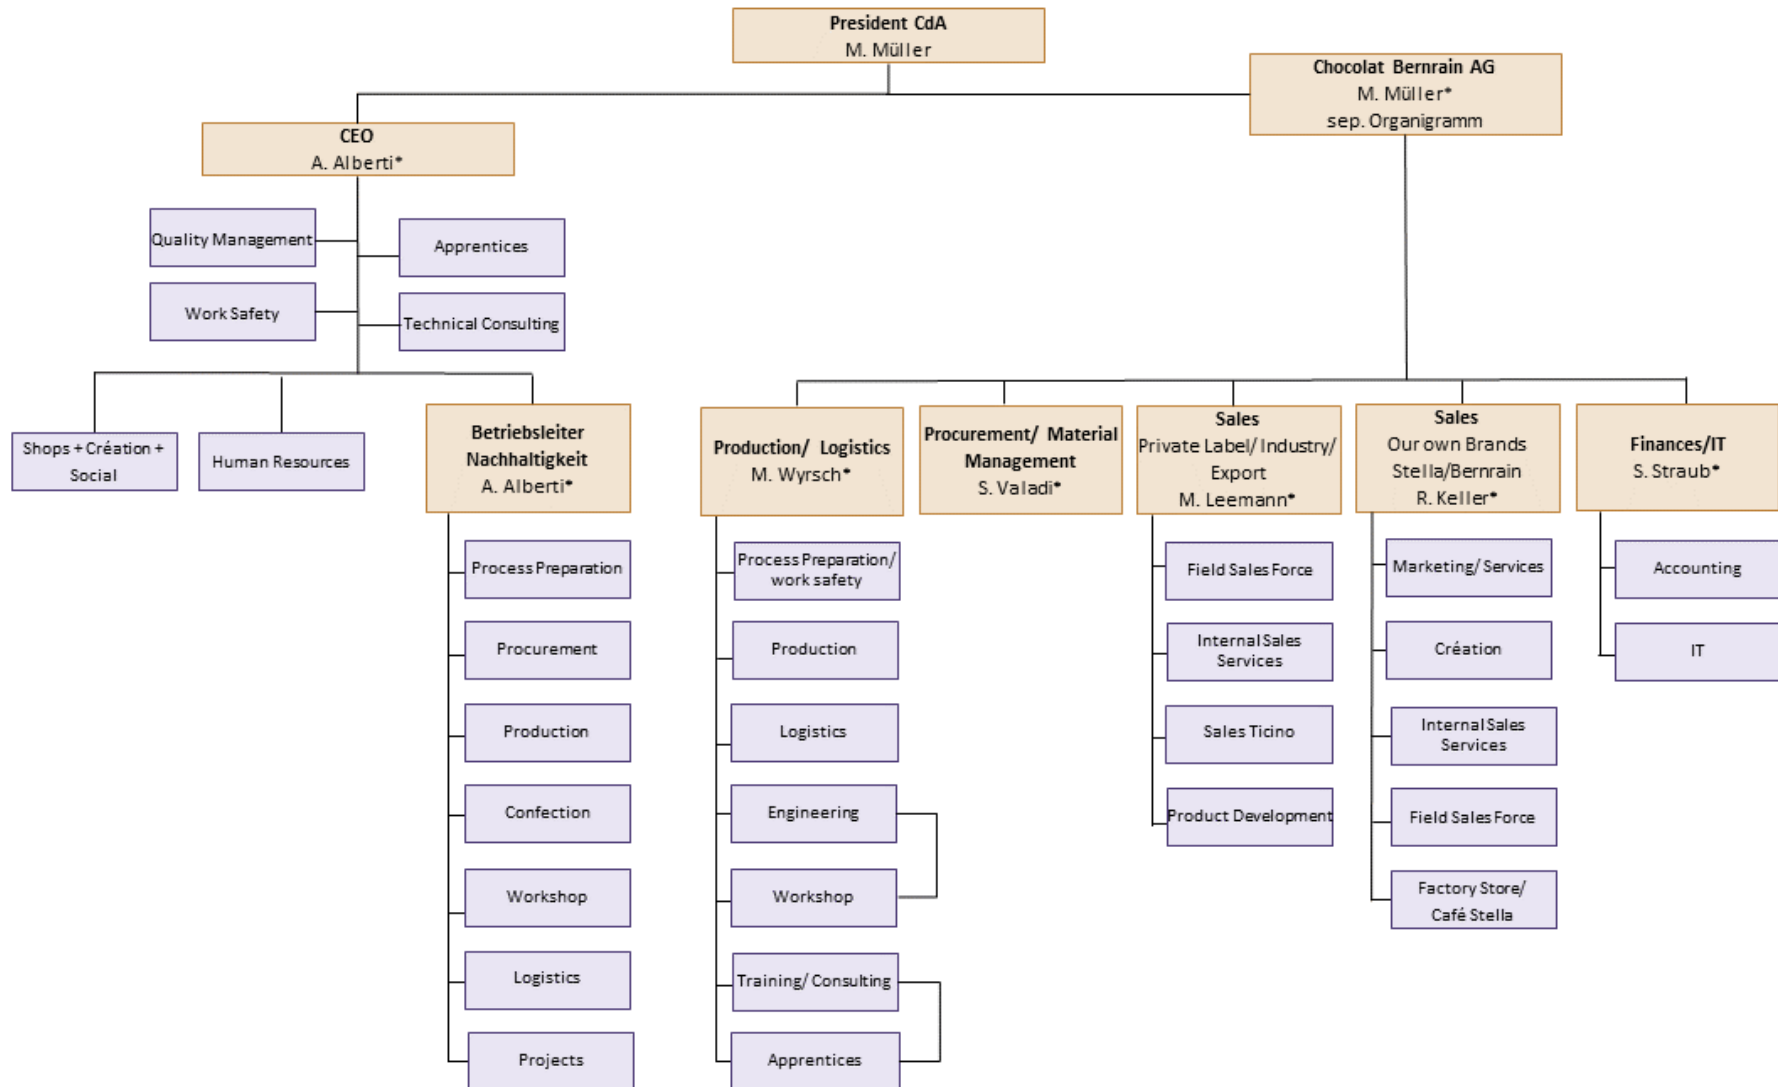 President CdA
M. Müller
Chocolat Bernrain AG
M. Müller*
sep. Organigramm
CEO
A. Alberti*
Quality Management
Apprentices
Work Safety
Technical Consulting
Shops + Création +
Social
Human Resources
Betriebsleiter
Nachhaltigkeit
A. Alberti*
Process Preparation
Procurement
Production
Confection
Workshop
Logistics
Projects
Production/ Logistics
M. Wyrsch*
Process Preparation/
work safety
Production
Logistics
Engineering
Workshop
Training/ Consulting
Apprentices
Procurement/ Material
Management
S. Valadi*
Sales
Private Label/ Industry/
Export
M. Leemann*
Field Sales Force
Internal Sales
Services
Sales Ticino
Product Development
Sales
Our own Brands
Stella/Bernrain
R. Keller*
Marketing/ Services
Création
Internal Sales
Services
Field Sales Force
Factory Store/
Café Stella
Finances/IT
S. Straub*
Accounting
IT